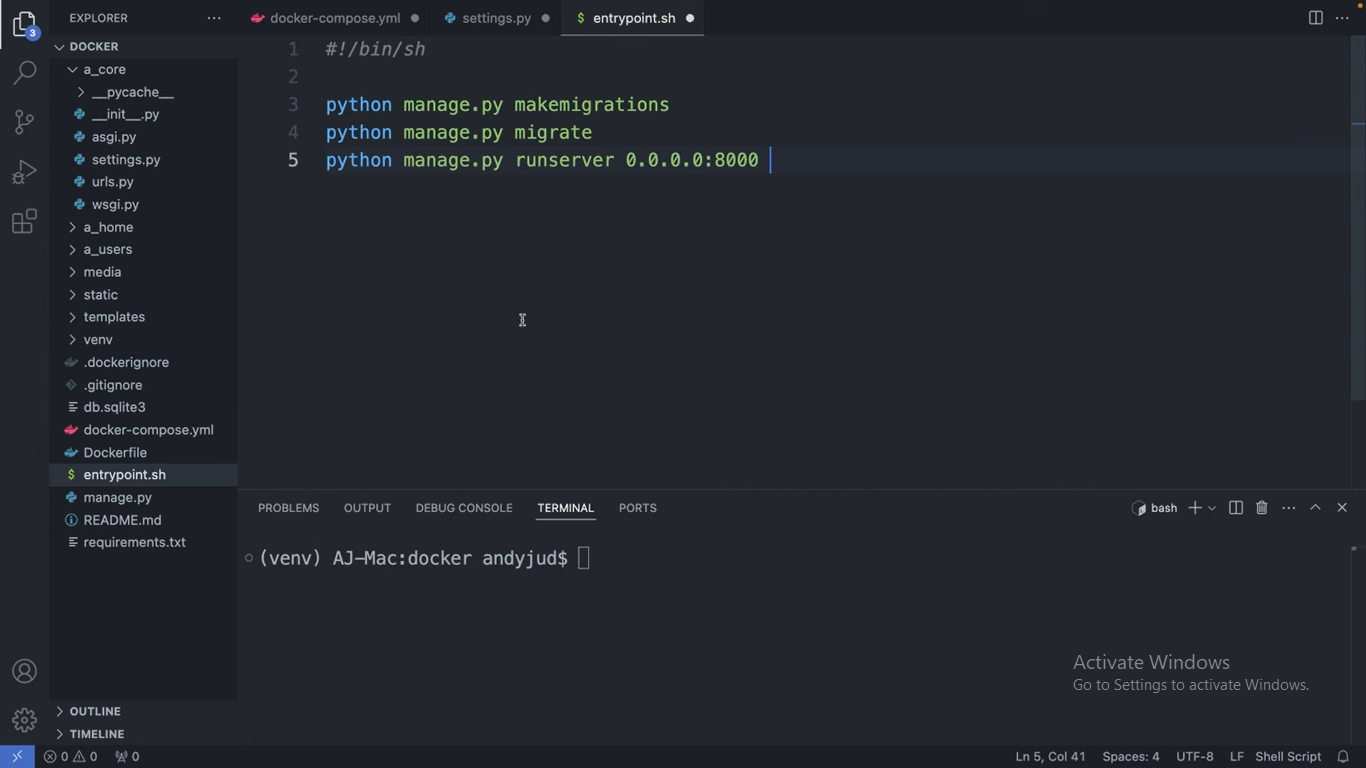 EXPLORER ···
docker-compose.yml
settings.py
$ entrypoint.sh
3
DOCKER
a_core
__pycache__
__init__.py
asgi.py
settings.py
urls.py
wsgi.py
a_home
a_users
media
static
templates
venv
.dockerignore
.gitignore
db.sqlite3
docker-compose.yml
Dockerfile
$ entrypoint.sh
manage.py
README.md
requirements.txt
OUTLINE
TIMELINE
1 #!/bin/sh
2
3 python manage.py makemigrations
4 python manage.py migrate
5 python manage.py runserver 0.0.0.0:8000
PROBLEMS OUTPUT DEBUG CONSOLE TERMINAL PORTS
bash
(venv) AJ-Mac:docker andyjud$
Activate Windows
Go to Settings to activate Windows.
0 0 0
Ln 5, Col 41 Spaces: 4 UTF-8 LF Shell Script